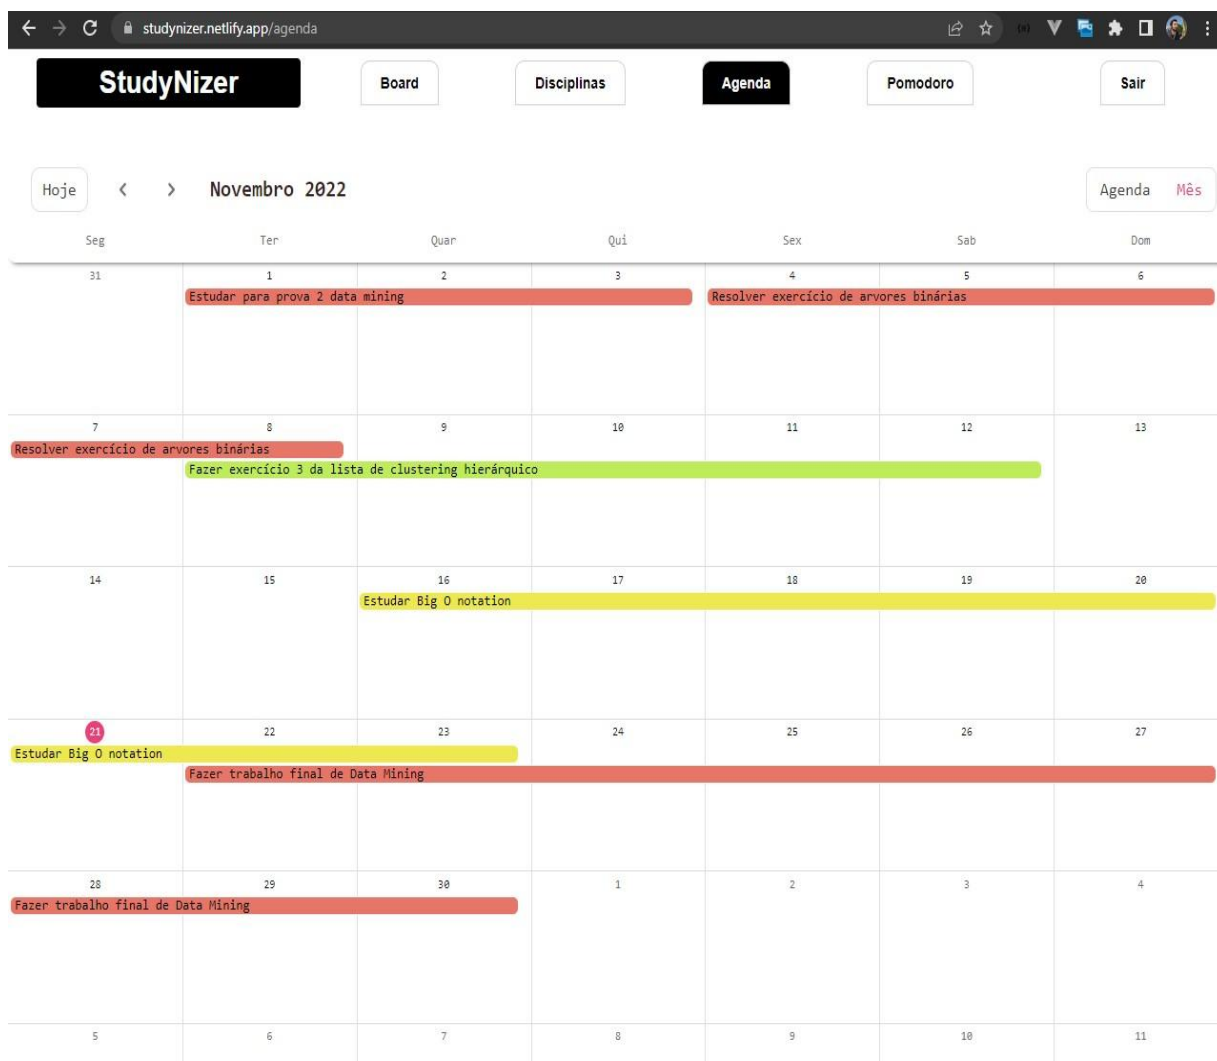 studynizer.netlify.app/agenda
StudyNizer Board Disciplinas Agenda Pomodoro Sair
Hoje Novembro 2022 Agenda Mês
Seg Ter Quar Qui Sex Sab Dom
31 1 2 3 4 5 6
Estudar para prova 2 data mining Resolver exercício de arvores binárias
7 8 9 10 11 12 13
Resolver exercício de arvores binárias
Fazer exercício 3 da lista de clustering hierárquico
14 15 16 17 18 19 20
Estudar Big O notation
21 22 23 24 25 26 27
Estudar Big O notation
Fazer trabalho final de Data Mining
28 29 30 1 2 3 4
Fazer trabalho final de Data Mining
5 6 7 8 9 10 11